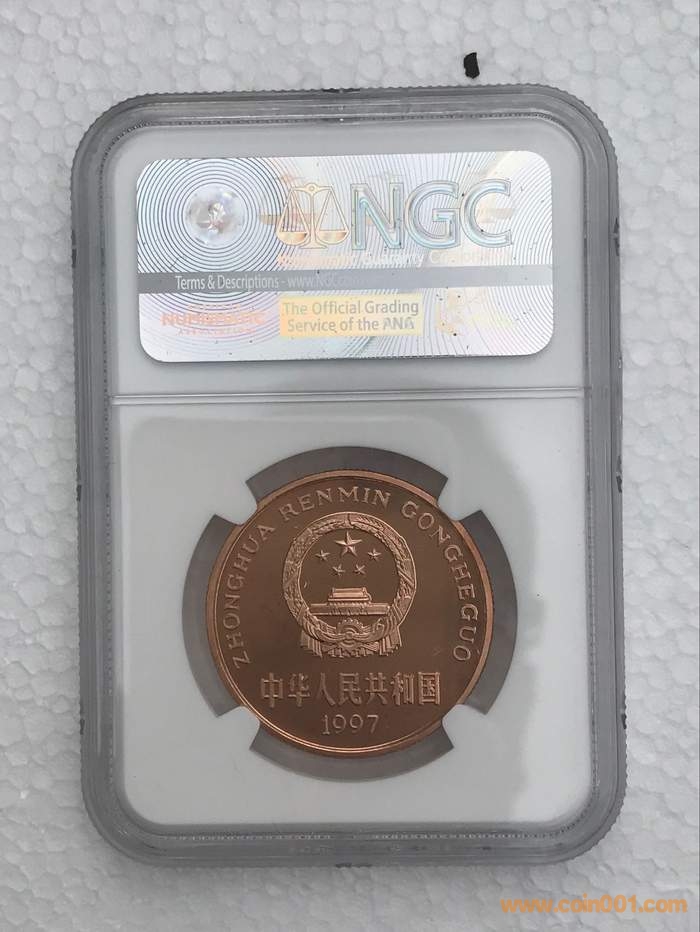 NGC
Terms & Descriptions - www.NGC
NUMISMATIC
The Official Grading
Service of the ANA
ZHONGHUA RENMIN GONGHEGUO
中华人民共和国
1997
www.coin001.com